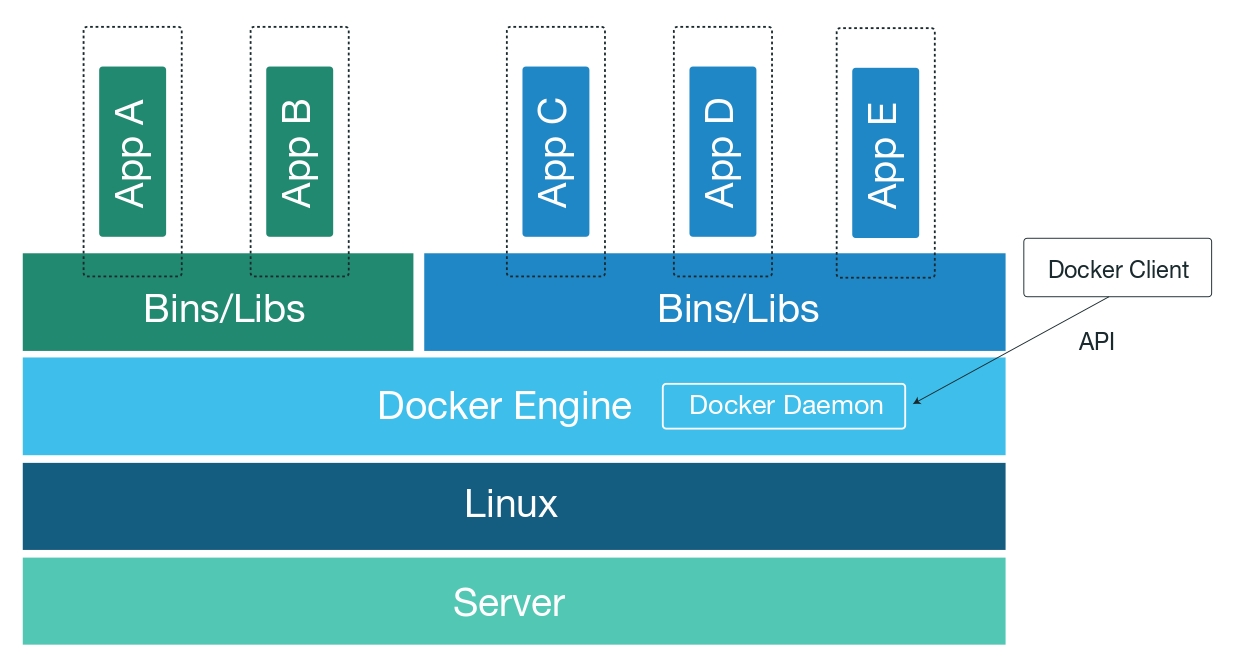 App A
App B
App C
App D
App E
Docker Client
Bins/Libs
Bins/Libs
API
Docker Engine
Docker Daemon
Linux
Server